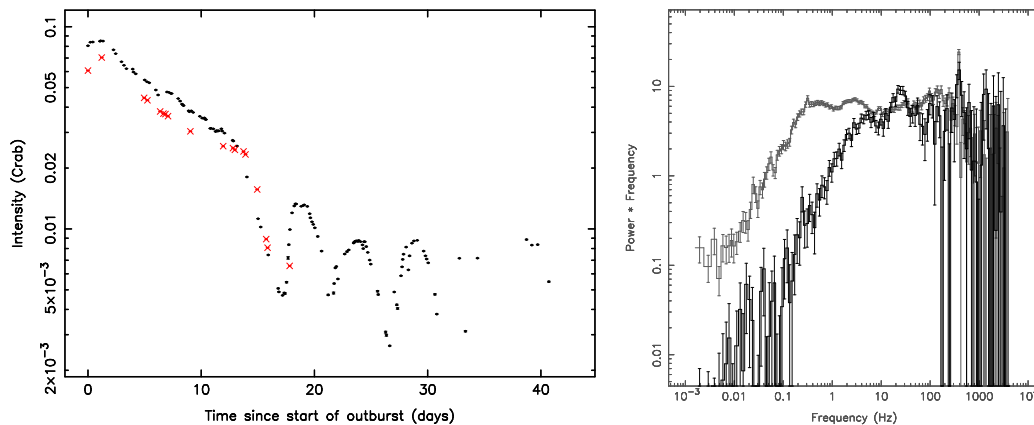 0.1
0.05
0.02
0.01
5×10⁻³
2×10⁻³
Intensity (Crab)
0 10 20 30 40
Time since start of outburst (days)
10
1
0.1
0.01
Power * Frequency
10⁻³ 0.01 0.1 1 10 100 1000 10
Frequency (Hz)